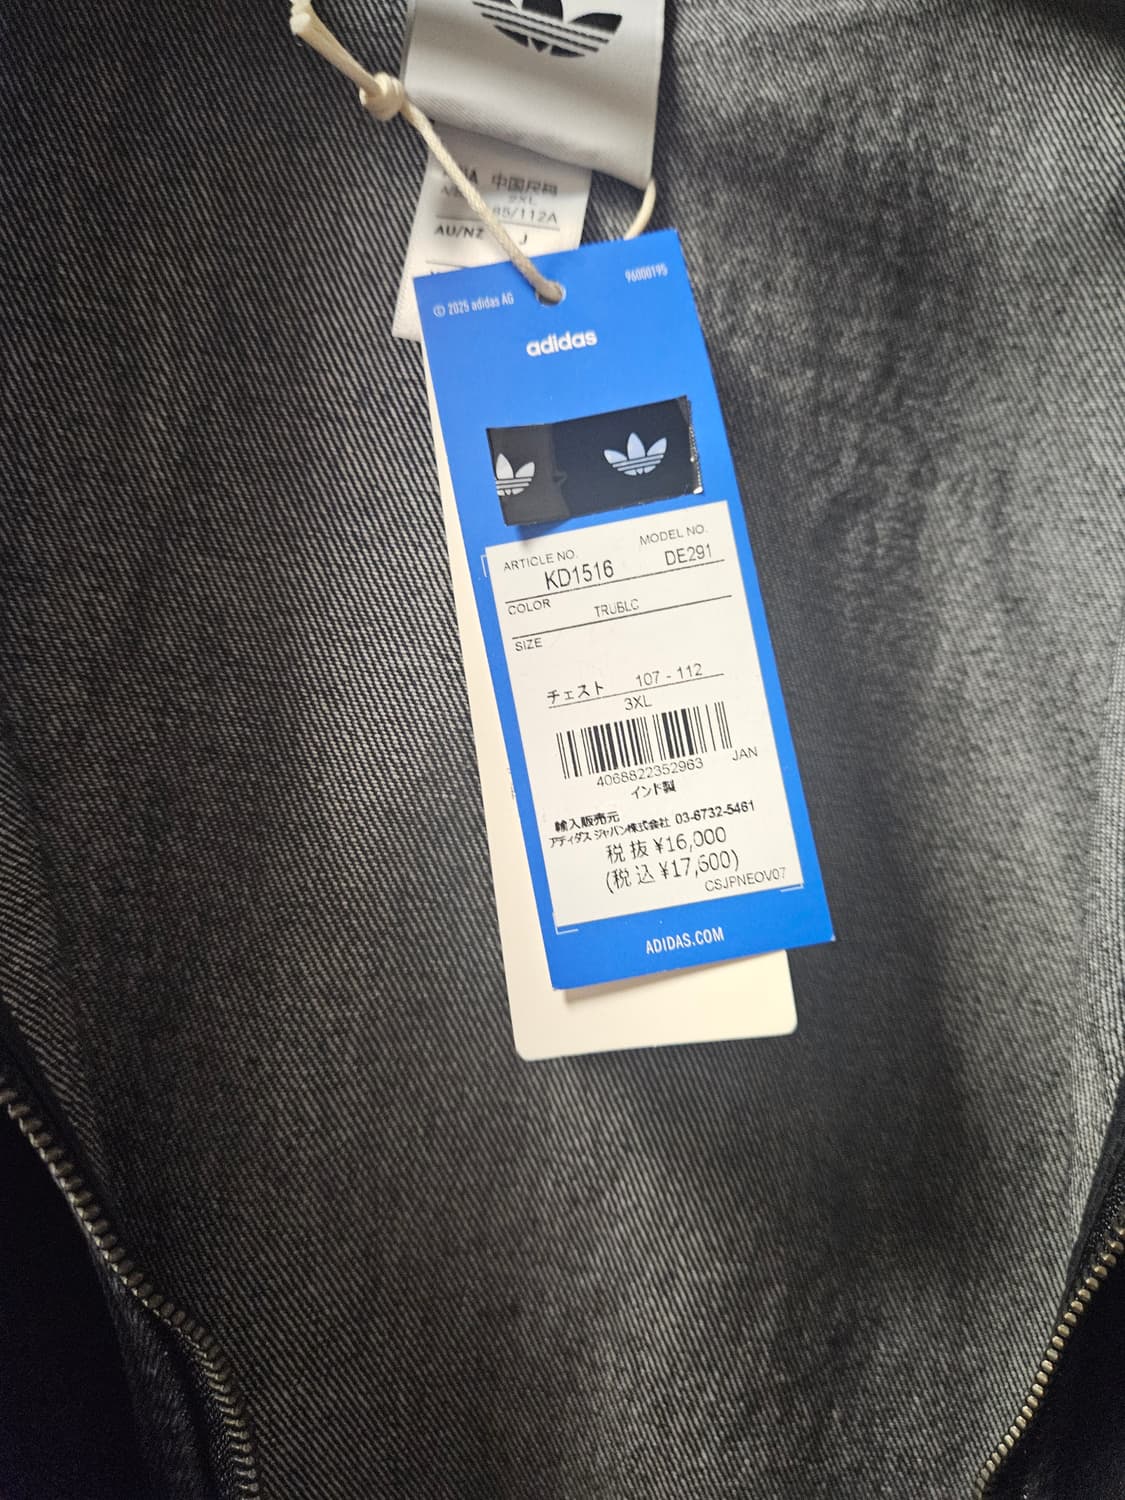 中国尺码
2XL
85/112A
AU/NZ J
© 2025 adidas AG
96000195
adidas
ARTICLE NO. MODEL NO.
KD1516 DE291
COLOR TRUBLC
SIZE
チェスト 107 - 112
3XL
4068822352963 JAN
インド製
輸入販売元
アディダス ジャパン株式会社 03-6732-5461
税抜 ¥16,000
(税込 ¥17,600)
CSJPNEOV07
ADIDAS.COM